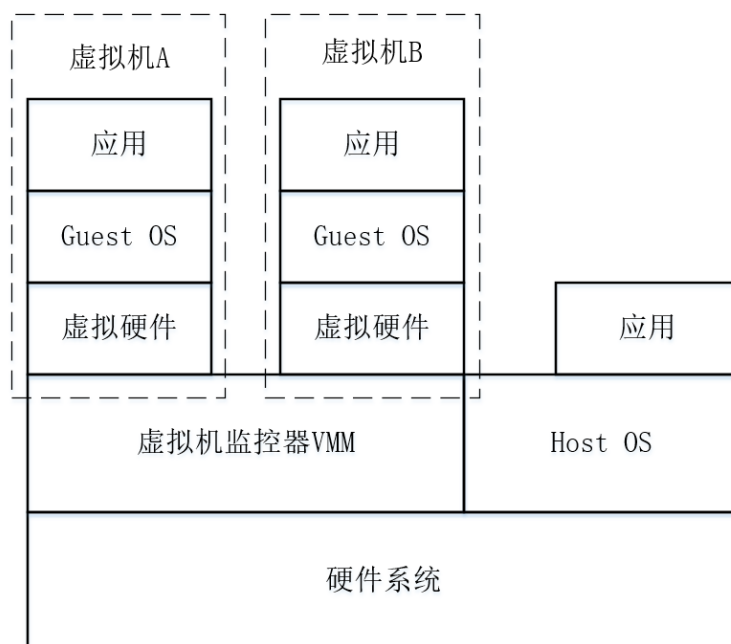 虚拟机A
虚拟机B
应用
应用
Guest OS
Guest OS
虚拟硬件
虚拟硬件
应用
虚拟机监控器VMM
Host OS
硬件系统